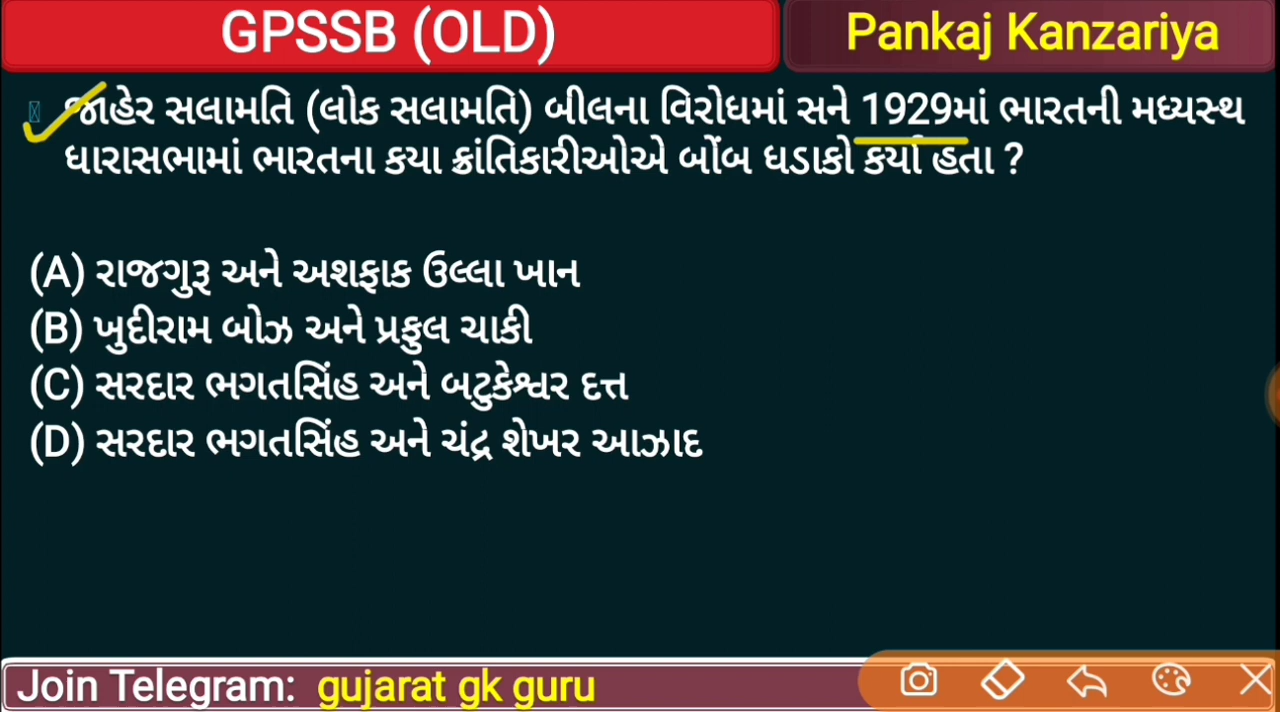 GPSSB (OLD)
Pankaj Kanzariya
જાહેર સલામતિ (લોક સલામતિ) બીલના વિરોધમાં સને 1929માં ભારતની મધ્યસ્થ
ધારાસભામાં ભારતના કયા ક્રાંતિકારીઓએ બોંબ ધડાકો કર્યો હતા ?
(A) રાજગુરૂ અને અશફાક ઉલ્લા ખાન
(B) ખુદીરામ બોઝ અને પ્રફુલ ચાકી
(C) સરદાર ભગતસિંહ અને બટુકેશ્વર દત્ત
(D) સરદાર ભગતસિંહ અને ચંદ્ર શેખર આઝાદ
Join Telegram: gujarat gk guru